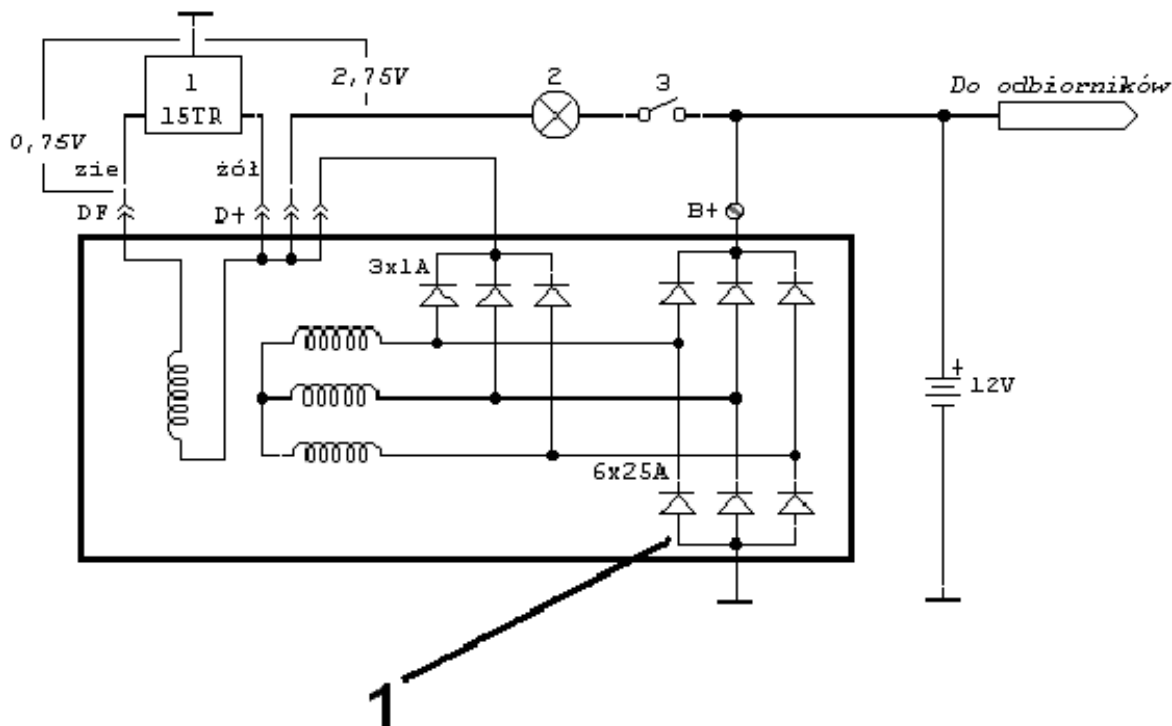 1
15TR
2,75V
0,75V
2
3
Do odbiorników
zie
żół
DF
D+
B+
3x1A
+
12V
6x25A
1